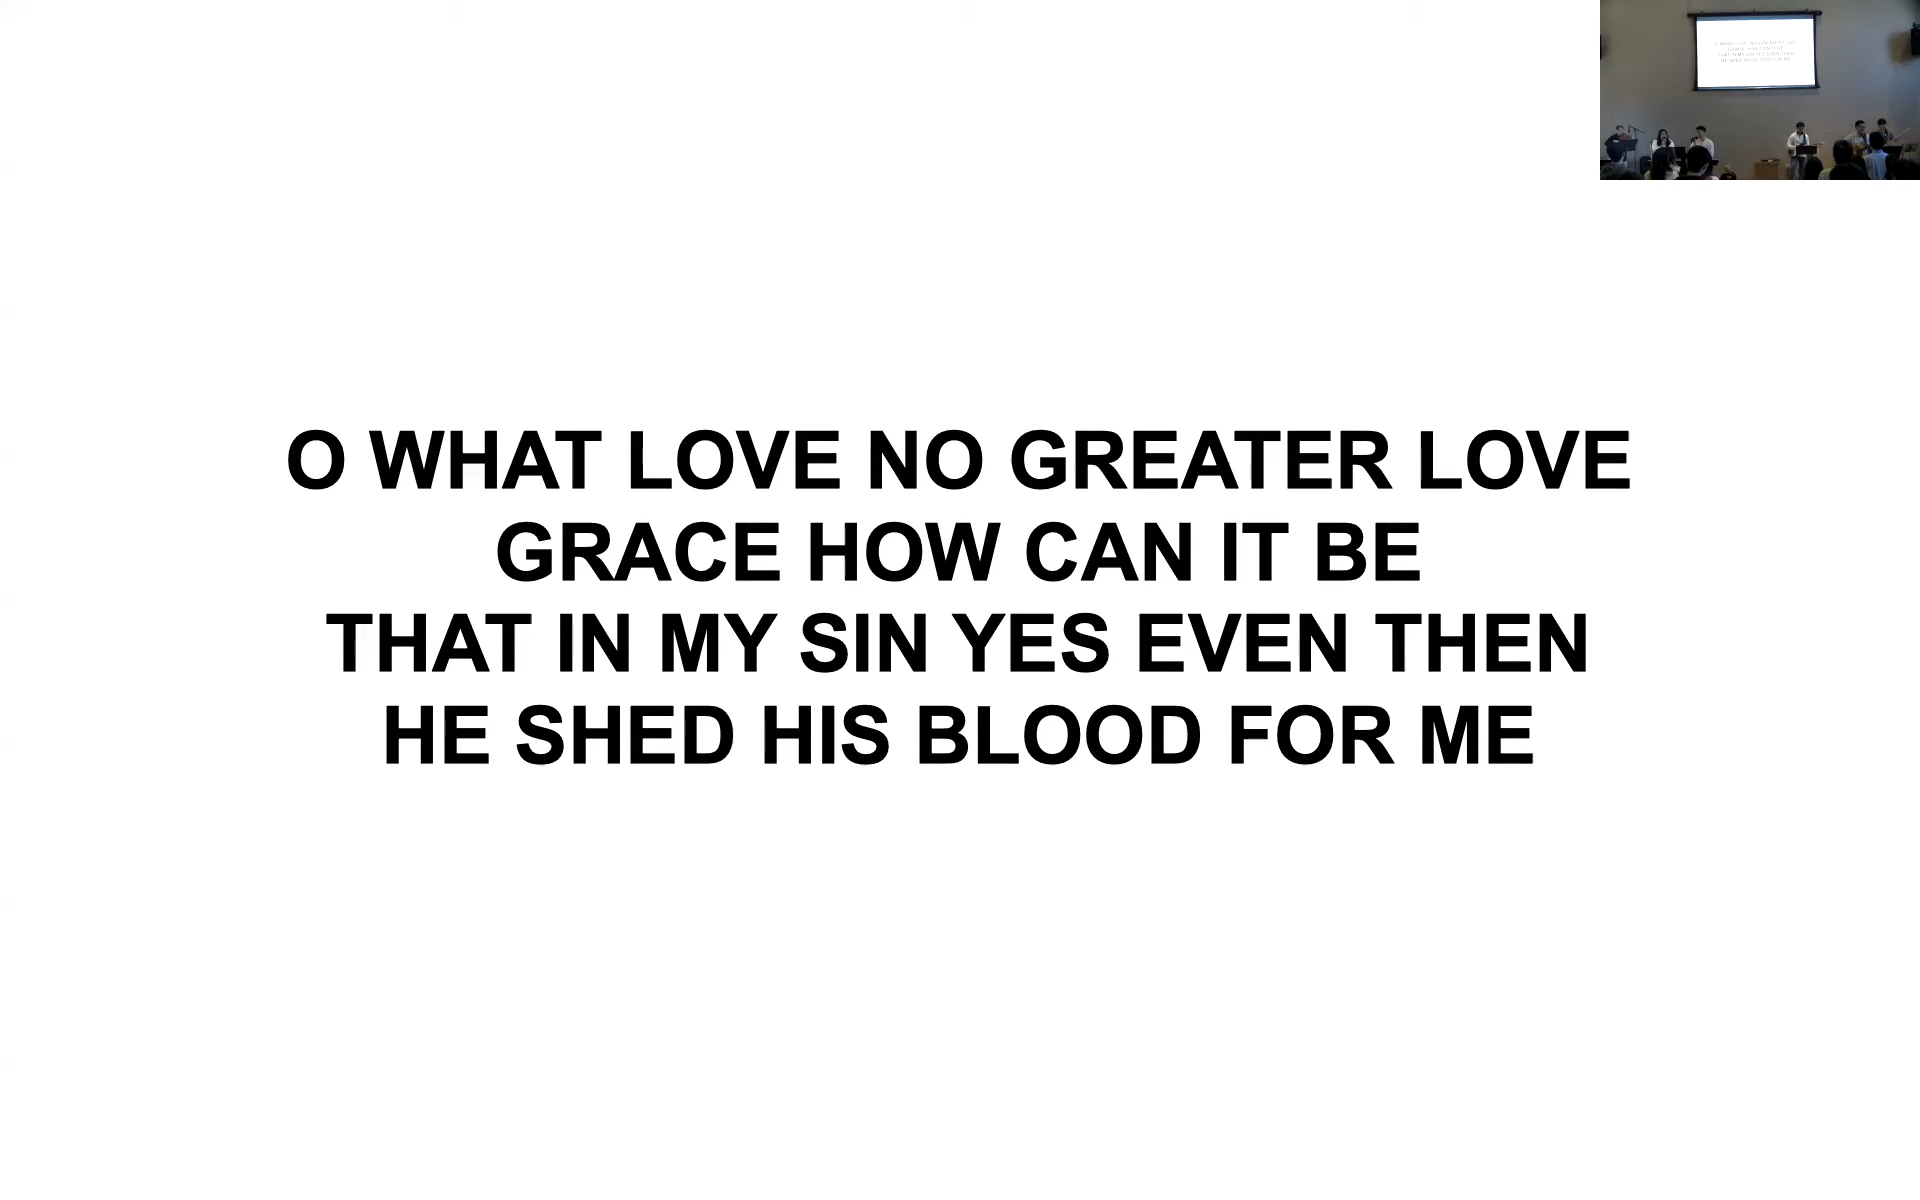 O WHAT LOVE NO GREATER LOVE
GRACE HOW CAN IT BE
THAT IN MY SIN YES EVEN THEN
HE SHED HIS BLOOD FOR ME